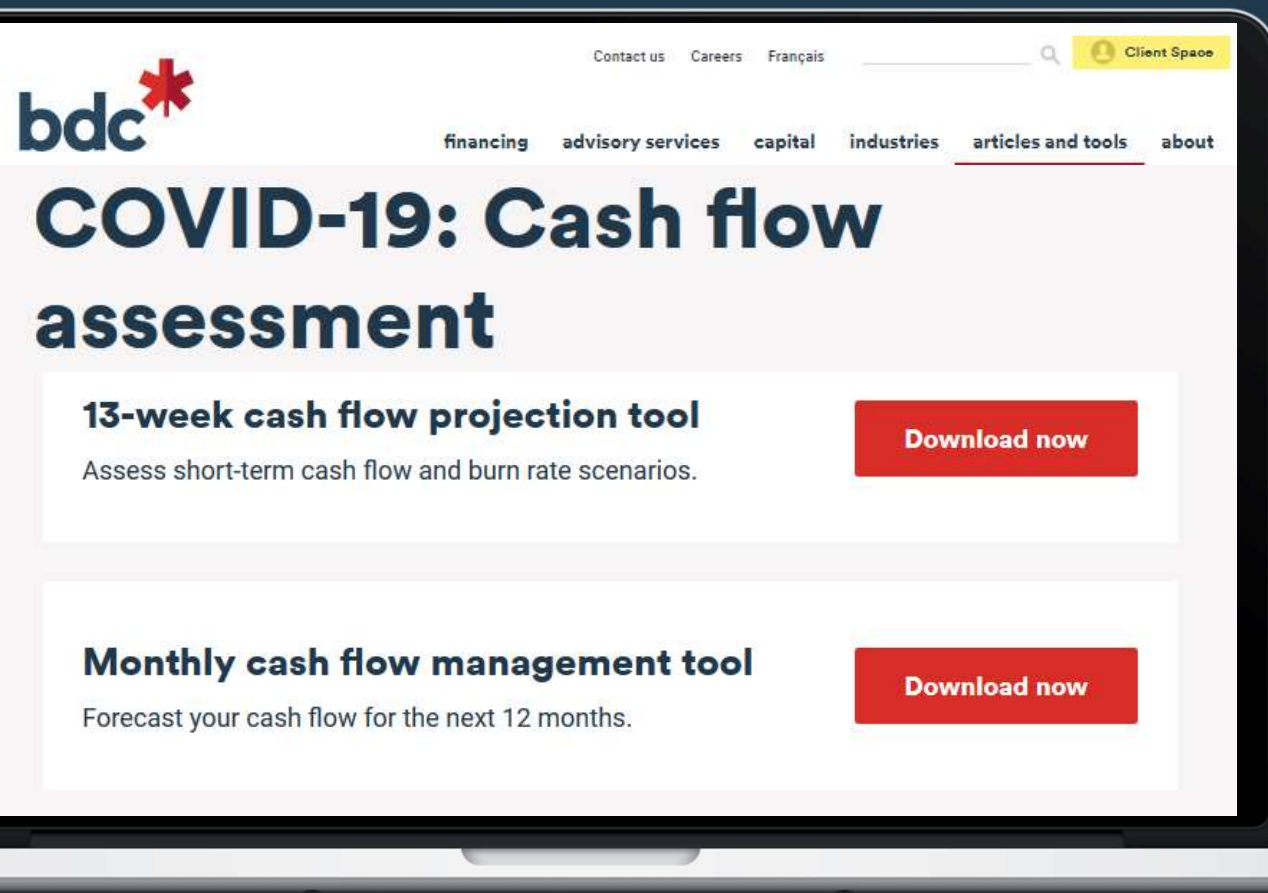 Contact us Careers Français
Client Space
bdc
financing advisory services capital industries articles and tools about
COVID-19: Cash flow
assessment
13-week cash flow projection tool
Download now
Assess short-term cash flow and burn rate scenarios.
Monthly cash flow management tool
Download now
Forecast your cash flow for the next 12 months.